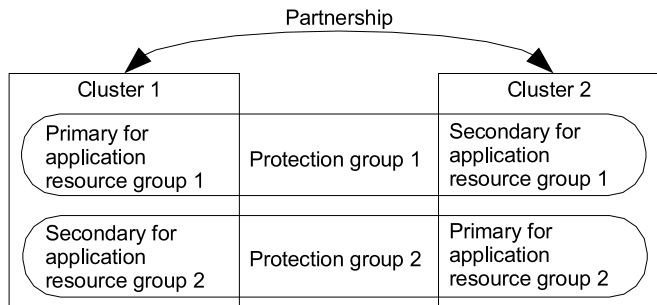 Partnership
Cluster 1
Cluster 2
Primary for
application
resource group 1
Protection group 1
Secondary for
application
resource group 1
Secondary for
application
resource group 2
Protection group 2
Primary for
application
resource group 2